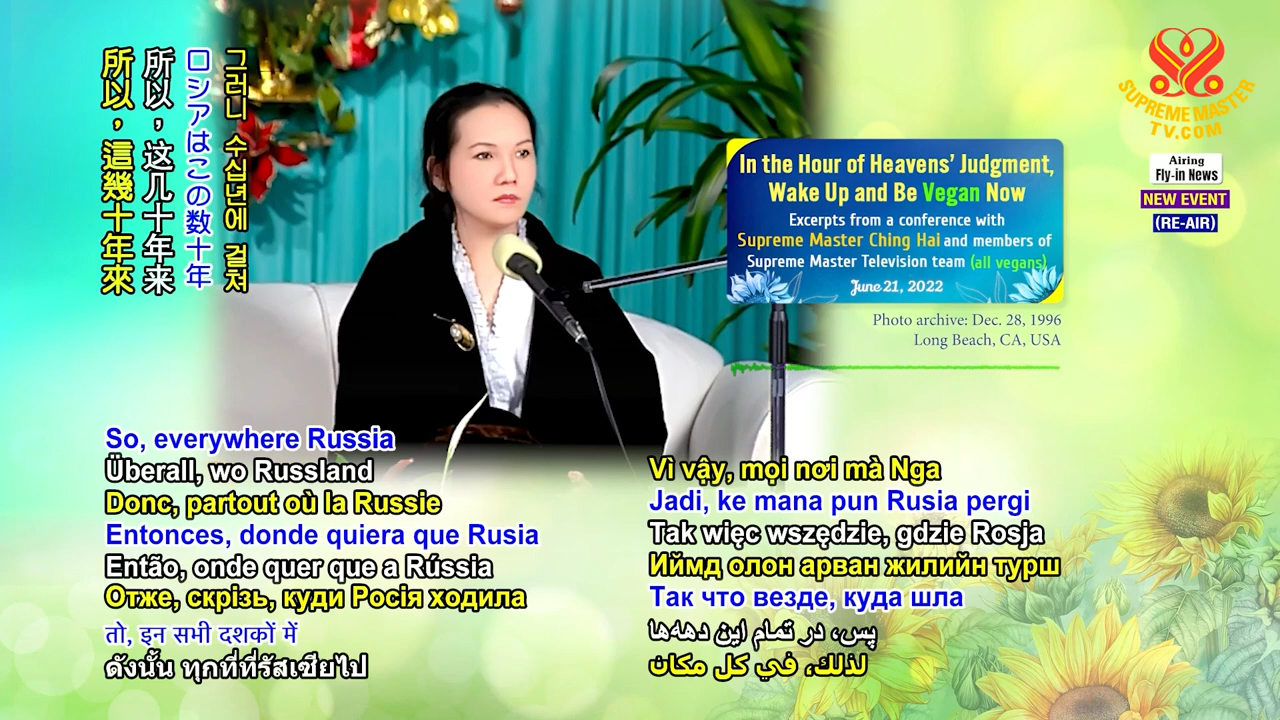 所以，這幾十年來
所以，这几十年来
ロシアはこの数十年
그러니 수십년에 걸쳐
SUPREME MASTER
TV.COM
Airing
Fly-in News
NEW EVENT
(RE-AIR)
In the Hour of Heavens' Judgment,
Wake Up and Be Vegan Now
Excerpts from a conference with
Supreme Master Ching Hai and members of
Supreme Master Television team (all vegans)
June 21, 2022
Photo archive: Dec. 28, 1996
Long Beach, CA, USA
So, everywhere Russia
Überall, wo Russland
Donc, partout où la Russie
Entonces, donde quiera que Rusia
Então, onde quer que a Rússia
Отже, скрізь, куди Росія ходила
तो, इन सभी दशकों में
ดังนั้น ทุกที่ที่รัสเซียไป
Vì vậy, mọi nơi mà Nga
Jadi, ke mana pun Rusia pergi
Tak więc wszędzie, gdzie Rosja
Иймд олон арван жилийн турш
Так что везде, куда шла
پس، در تمام این دهه‌ها
لذلك، في كل مكان